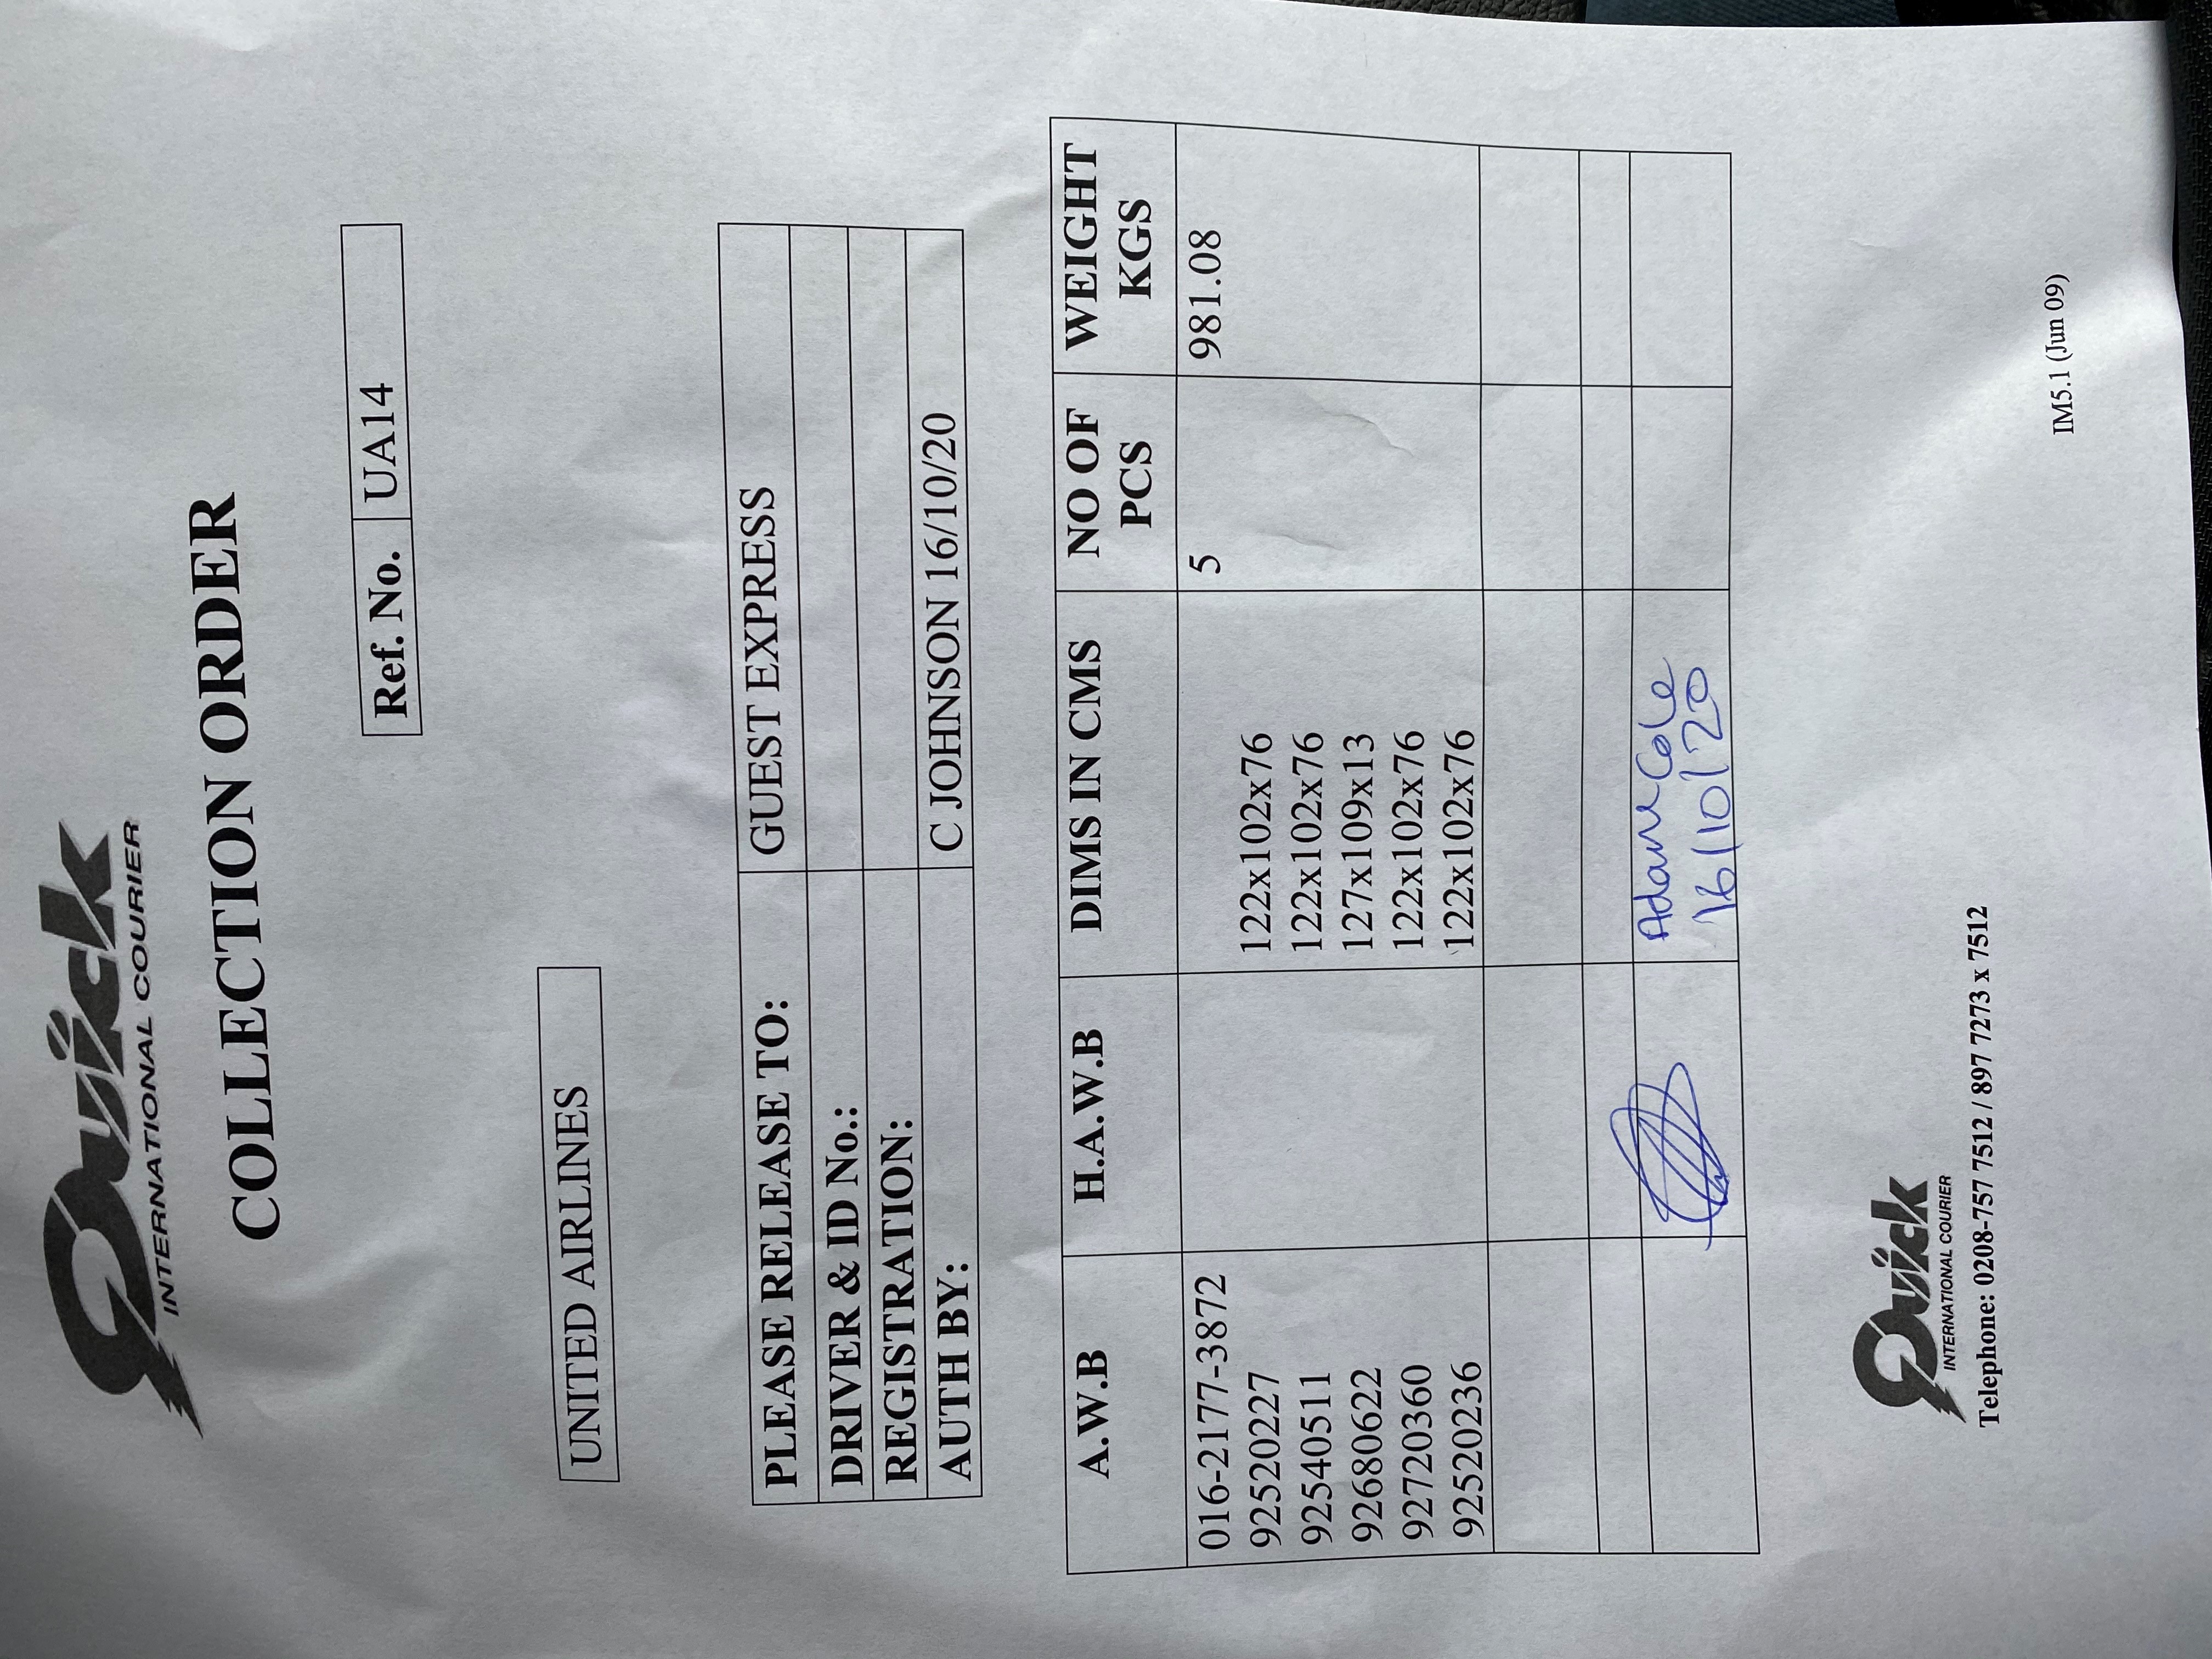 Quick
INTERNATIONAL COURIER
COLLECTION ORDER
Ref. No. UA14
UNITED AIRLINES
PLEASE RELEASE TO: GUEST EXPRESS
DRIVER & ID No.:
REGISTRATION:
AUTH BY: C JOHNSON 16/10/20
A.W.B H.A.W.B DIMS IN CMS NO OF PCS WEIGHT KGS
016-2177-3872 5 981.08
92520227 122x102x76
92540511 122x102x76
92680622 127x109x13
92720360 122x102x76
92520236 122x102x76
Adam Cole
16/10/20
Quick
INTERNATIONAL COURIER
Telephone: 0208-757 7512 / 897 7273 x 7512
IM5.1 (Jun 09)